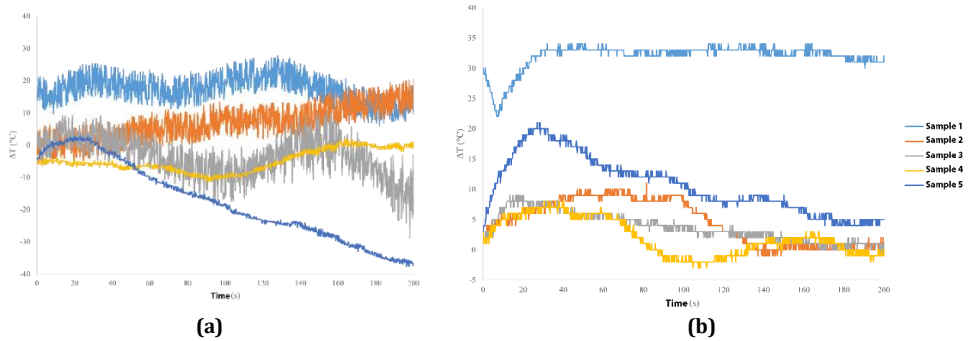 40
30
20
10
0
-10
-20
-30
-40
ΔT (°C)
0 20 40 60 80 100 120 140 160 180 200
Time (s)
(a)
40
35
30
25
20
15
10
5
0
-5
ΔT (°C)
0 20 40 60 80 100 120 140 160 180 200
Time (s)
(b)
Sample 1
Sample 2
Sample 3
Sample 4
Sample 5